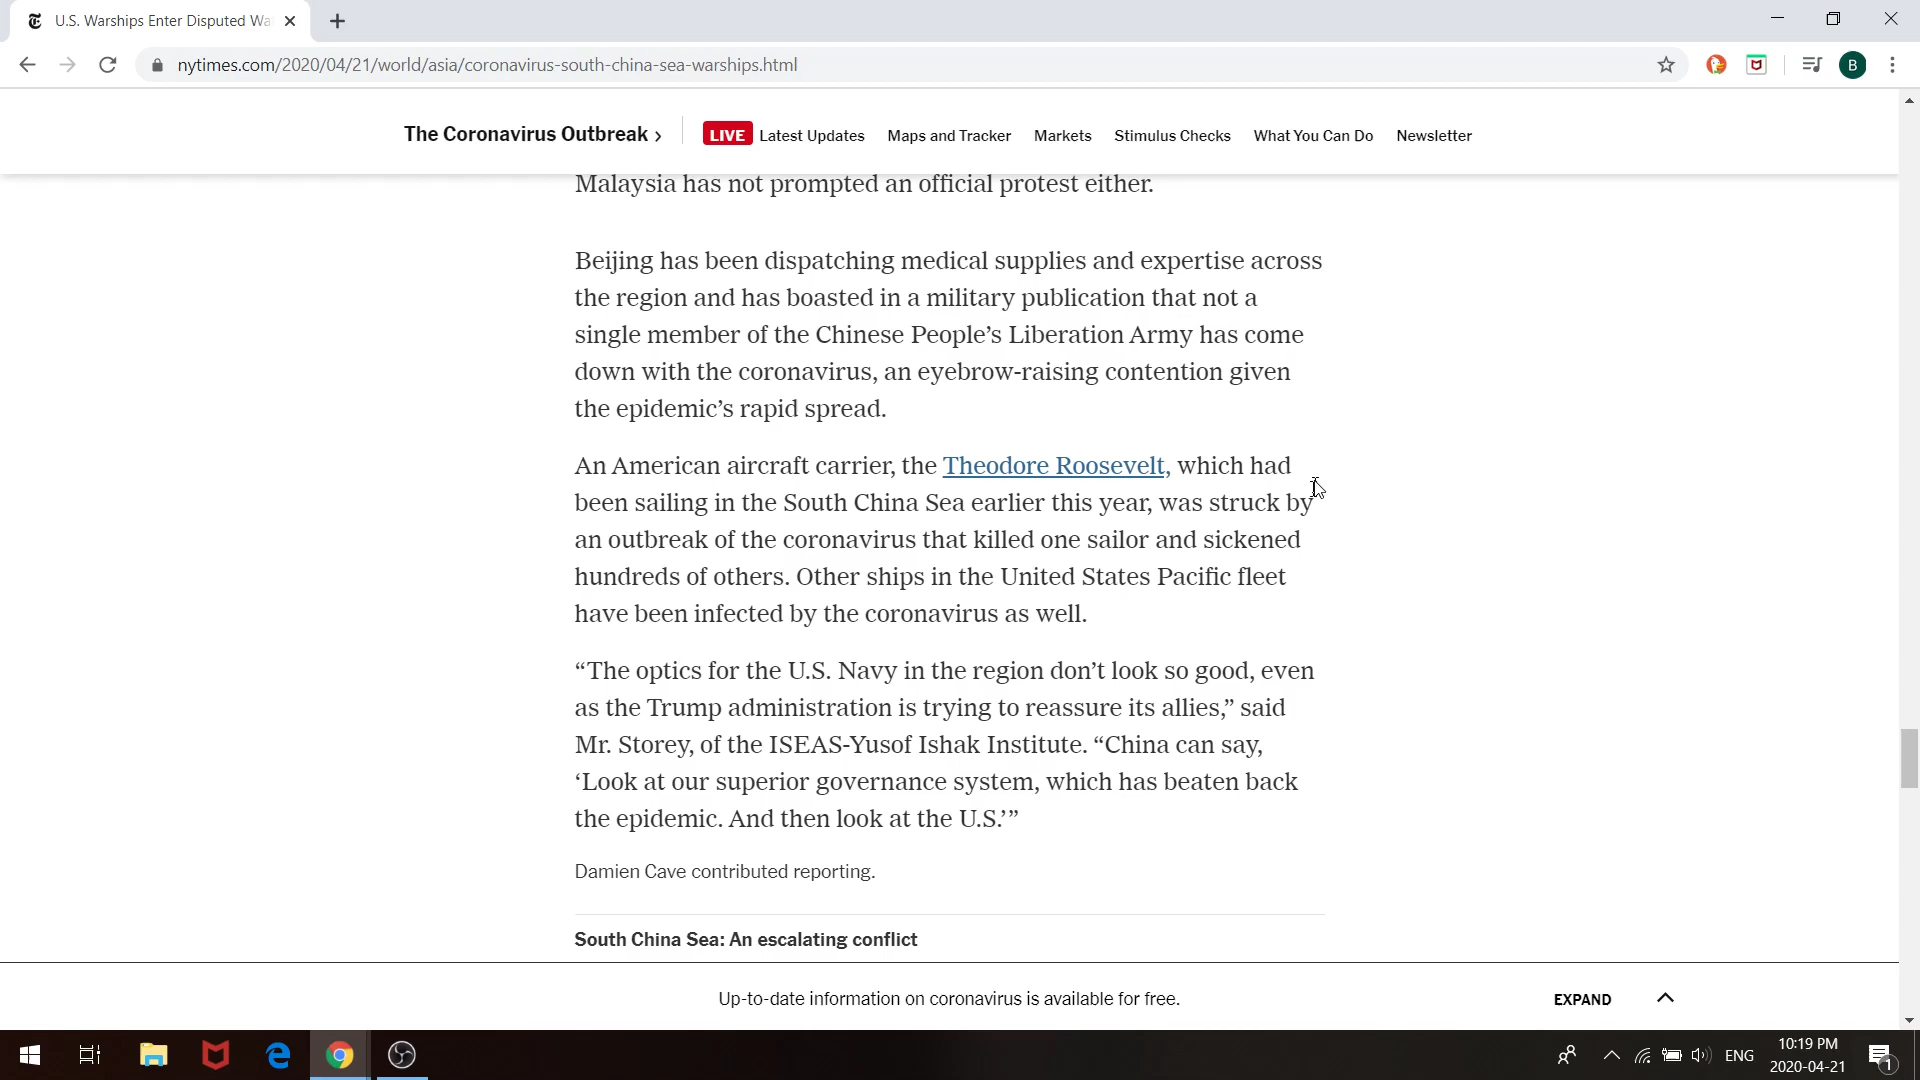 U.S. Warships Enter Disputed Wa
nytimes.com/2020/04/21/world/asia/coronavirus-south-china-sea-warships.html
B
The Coronavirus Outbreak ›
LIVE Latest Updates Maps and Tracker Markets Stimulus Checks What You Can Do Newsletter
Malaysia has not prompted an official protest either.
Beijing has been dispatching medical supplies and expertise across
the region and has boasted in a military publication that not a
single member of the Chinese People’s Liberation Army has come
down with the coronavirus, an eyebrow-raising contention given
the epidemic’s rapid spread.
An American aircraft carrier, the Theodore Roosevelt, which had
been sailing in the South China Sea earlier this year, was struck by
an outbreak of the coronavirus that killed one sailor and sickened
hundreds of others. Other ships in the United States Pacific fleet
have been infected by the coronavirus as well.
“The optics for the U.S. Navy in the region don’t look so good, even
as the Trump administration is trying to reassure its allies,” said
Mr. Storey, of the ISEAS-Yusof Ishak Institute. “China can say,
‘Look at our superior governance system, which has beaten back
the epidemic. And then look at the U.S.’”
Damien Cave contributed reporting.
South China Sea: An escalating conflict
Up-to-date information on coronavirus is available for free.
EXPAND
ENG
10:19 PM
2020-04-21
1